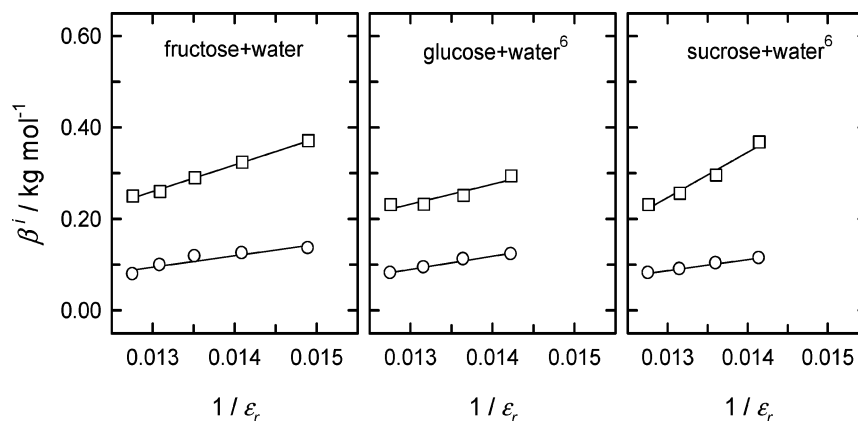 0.60
0.40
0.20
0.00
β^i / kg mol^-1
fructose+water
glucose+water^6
sucrose+water^6
0.013 0.014 0.015
0.013 0.014 0.015
0.013 0.014 0.015
1 / ε_r
1 / ε_r
1 / ε_r